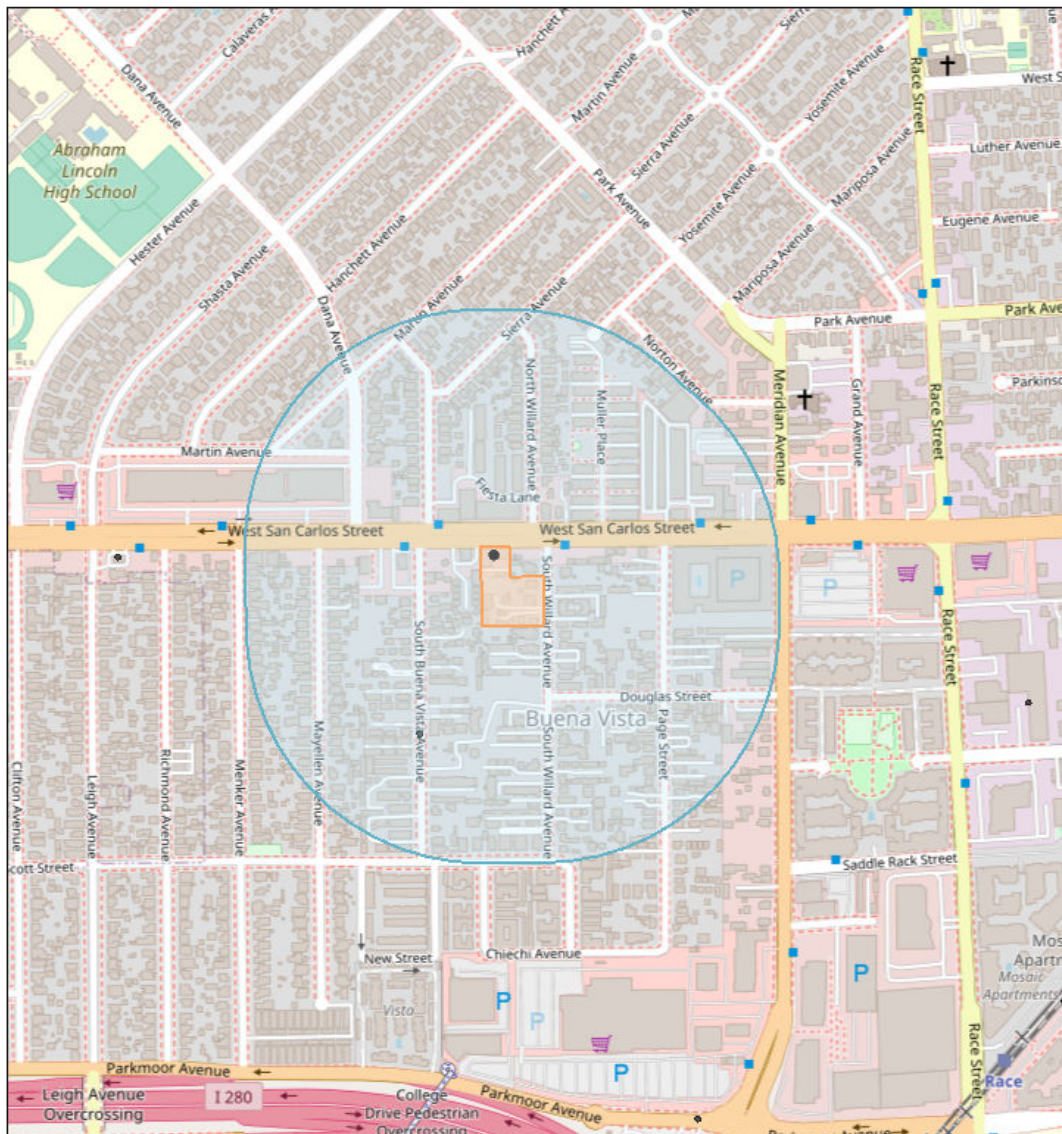 Calaveras A
Hanchett A
Sierra
Dana Avenue
Martin Avenue
Yosemite Avenue
Race Street
West S
Abraham
Lincoln
High School
Sierra Avenue
Luther Avenue
Park Avenue
Mariposa Avenue
Hester Avenue
Yosemite Avenue
Eugene Avenue
Shasta Avenue
Hanchett Avenue
Mariposa Avenue
Dana Avenue
Martin Avenue
Sierra Avenue
Park Avenue
Park Ave
Norton Avenue
North Willard Avenue
Muller Place
Meridian Avenue
Grand Avenue
Race Street
Parkinso
Martin Avenue
Fiesta Lane
West San Carlos Street
West San Carlos Street
P
P
South Willard Avenue
South Buena Vista Avenue
Race Street
Douglas Street
Buena Vista
Page Street
South Willard Avenue
Mayellen Avenue
Clifton Avenue
Leigh Avenue
Richmond Avenue
Menker Avenue
cott Street
Saddle Rack Street
New Street
Chiechi Avenue
Mos
Apartm
Mosaic
Apartments
P
P
P
Vista
P
Race Street
Race
Parkmoor Avenue
Leigh Avenue
Overcrossing
I 280
College
Drive Pedestrian
Overcrossing
Parkmoor Avenue